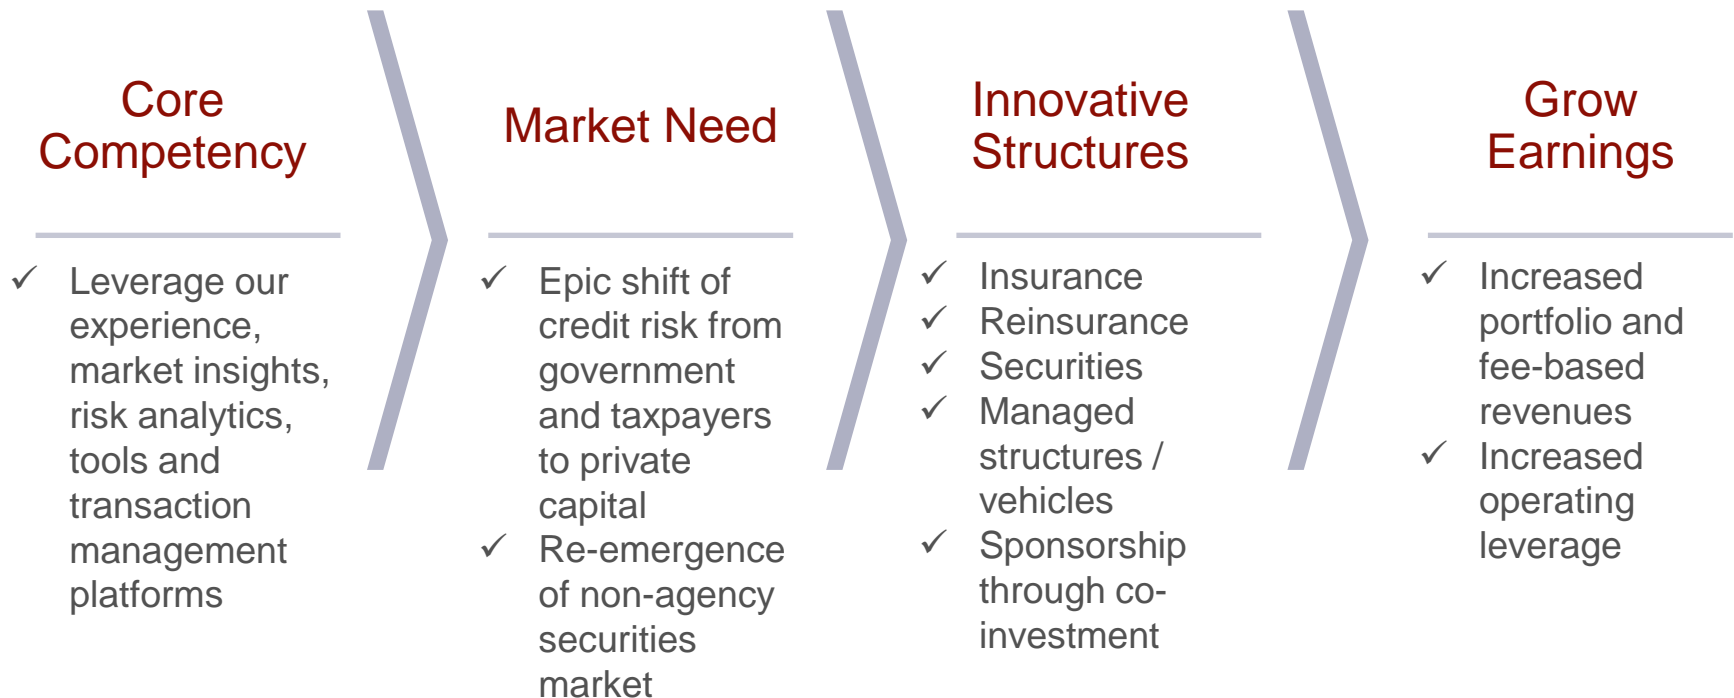 Core
Competency
✓ Leverage our
experience,
market insights,
risk analytics,
tools and
transaction
management
platforms
Market Need
✓ Epic shift of
credit risk from
government
and taxpayers
to private
capital
✓ Re-emergence
of non-agency
securities
market
Innovative
Structures
✓ Insurance
✓ Reinsurance
✓ Securities
✓ Managed
structures /
vehicles
✓ Sponsorship
through co-
investment
Grow
Earnings
✓ Increased
portfolio and
fee-based
revenues
✓ Increased
operating
leverage